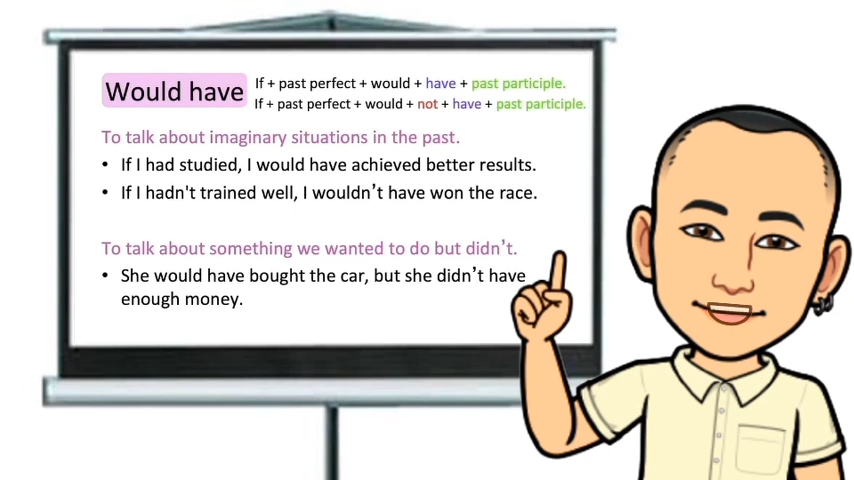 Would have
If + past perfect + would + have + past participle.
If + past perfect + would + not + have + past participle.
To talk about imaginary situations in the past.
• If I had studied, I would have achieved better results.
• If I hadn't trained well, I wouldn’t have won the race.
To talk about something we wanted to do but didn’t.
• She would have bought the car, but she didn’t have
enough money.